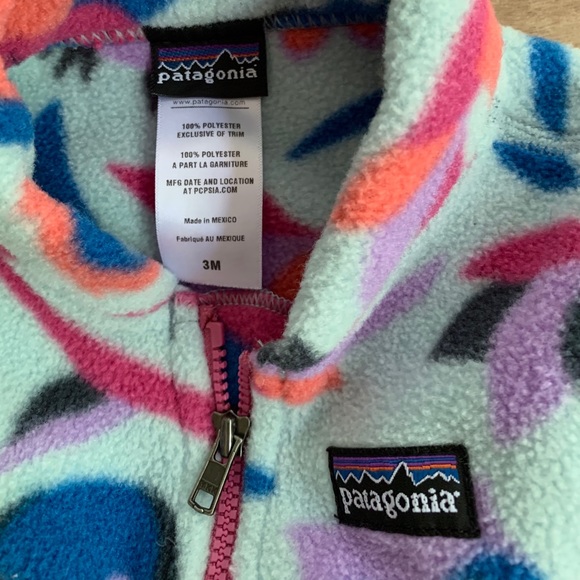 patagonia
www.patagonia.com
100% POLYESTER
EXCLUSIVE OF TRIM
100% POLYESTER
A PART LA GARNITURE
MFG DATE AND LOCATION
AT PCPSIA.COM
Made in MEXICO
Fabriqué AU MEXIQUE
3M
patagonia